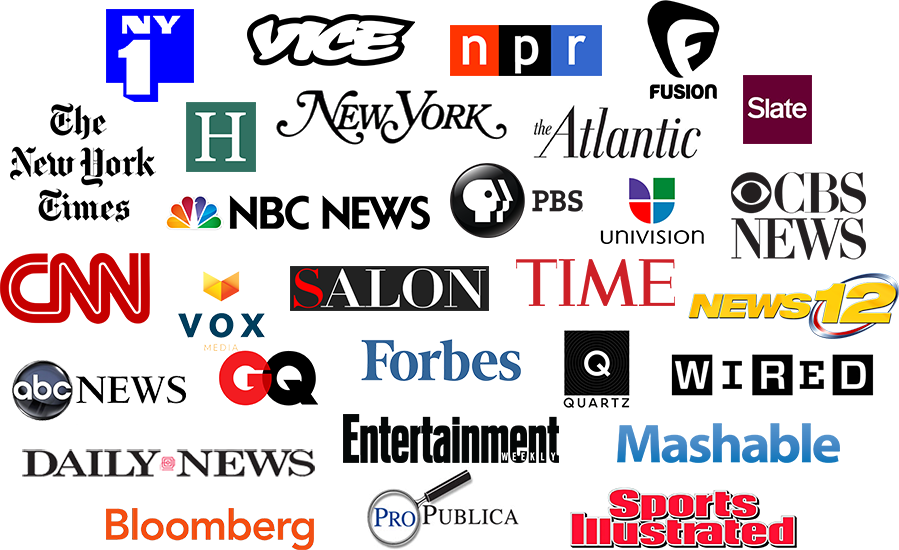 NY
1
VICE
npr
F
FUSION
Slate
The
New York
Times
H
NEW YORK
the Atlantic
NBC NEWS
PBS
UNIVISION
CBS
NEWS
CNN
VOX
MEDIA
SALON
TIME
NEWS 12
abc NEWS
GQ
Forbes
Q
QUARTZ
WIRED
DAILY NEWS
Entertainment
WEEKLY
Mashable
Bloomberg
PROPUBLICA
Sports
Illustrated